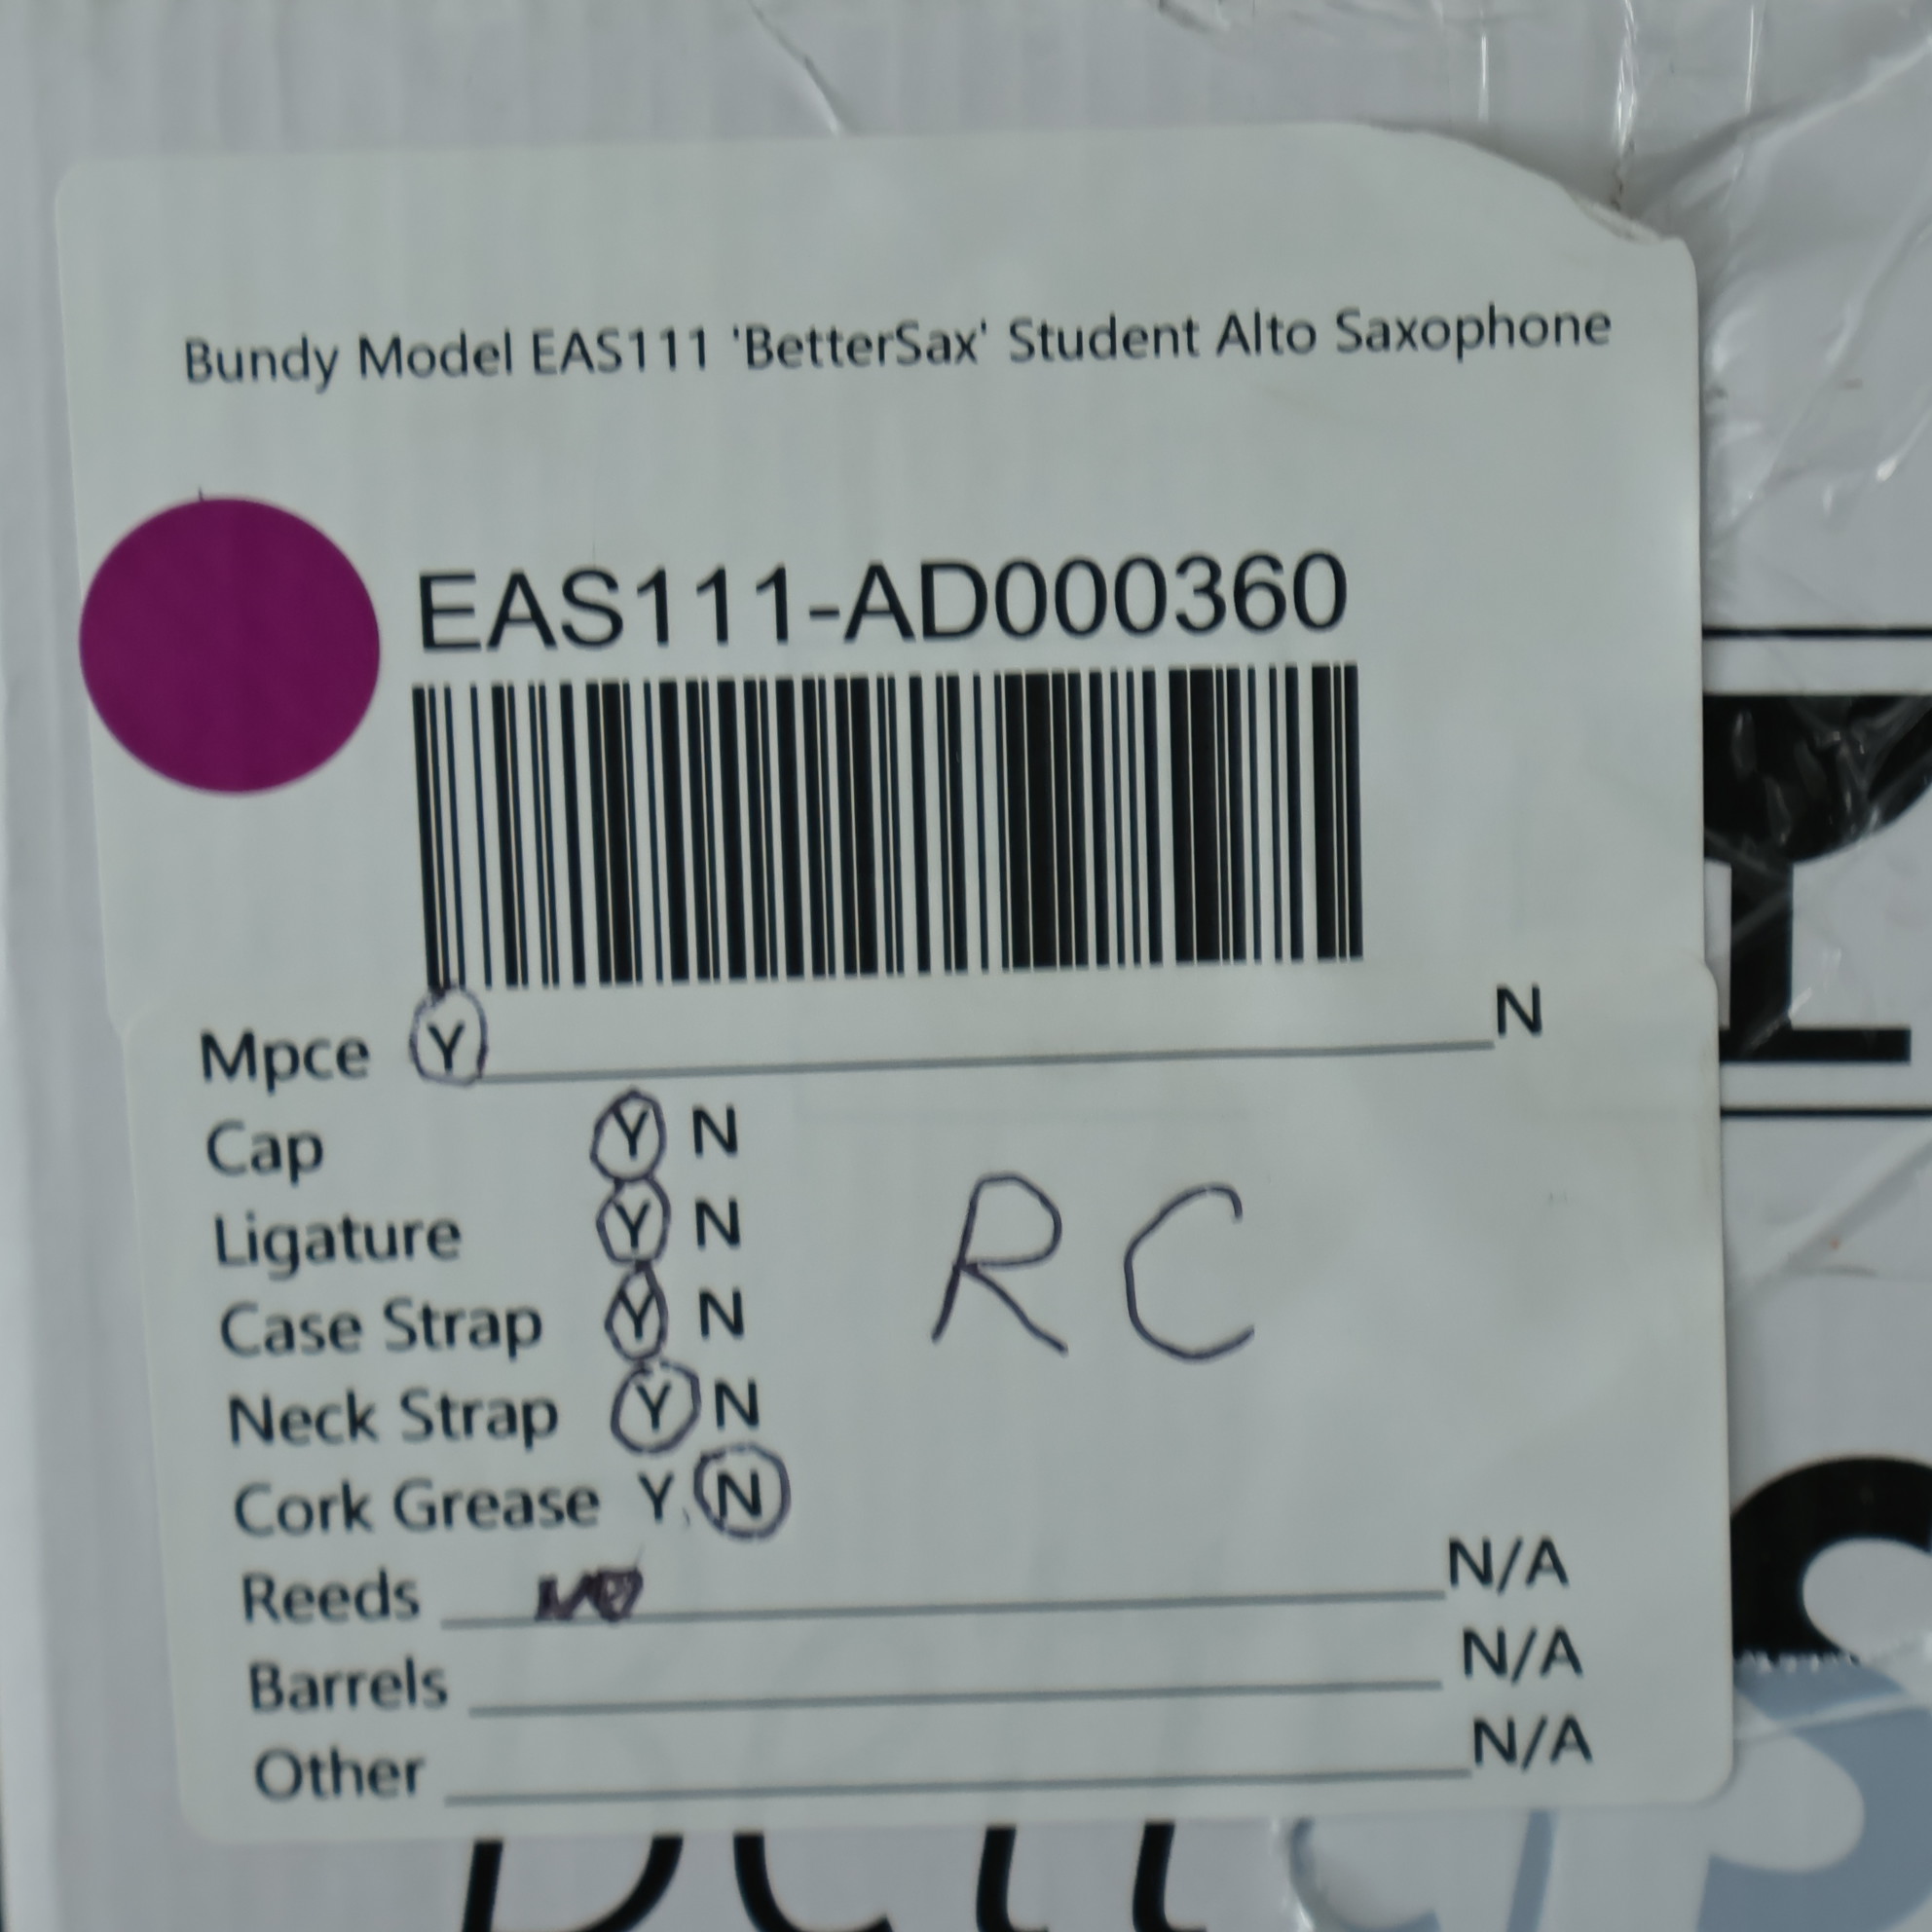 Bundy Model EAS111 'BetterSax' Student Alto Saxophone
EAS111-AD000360
Mpce Y N
Cap Y N
Ligature Y N
Case Strap Y N
RC
Neck Strap Y N
Cork Grease Y N
Reeds NO N/A
Barrels N/A
Other N/A